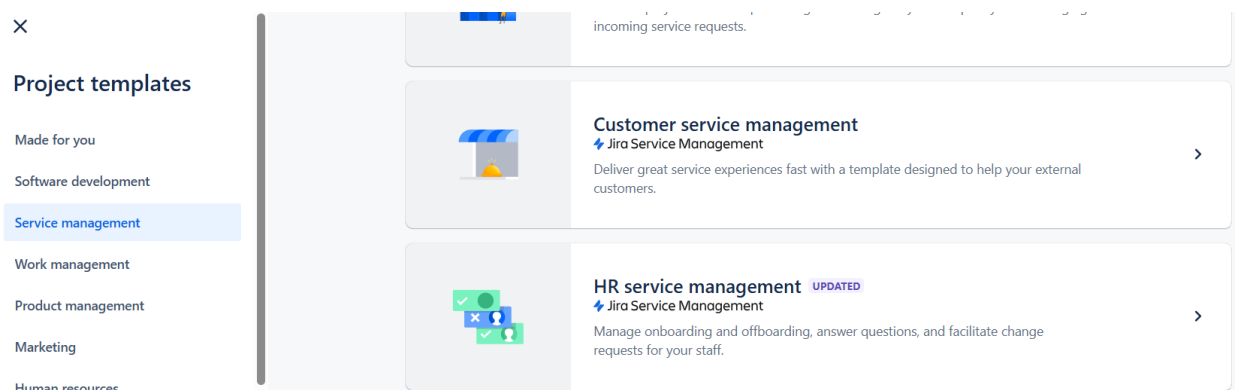 Project templates
Made for you
Software development
Service management
Work management
Product management
Marketing
Human resources
incoming service requests.
Customer service management
Jira Service Management
Deliver great service experiences fast with a template designed to help your external
customers.
HR service management UPDATED
Jira Service Management
Manage onboarding and offboarding, answer questions, and facilitate change
requests for your staff.